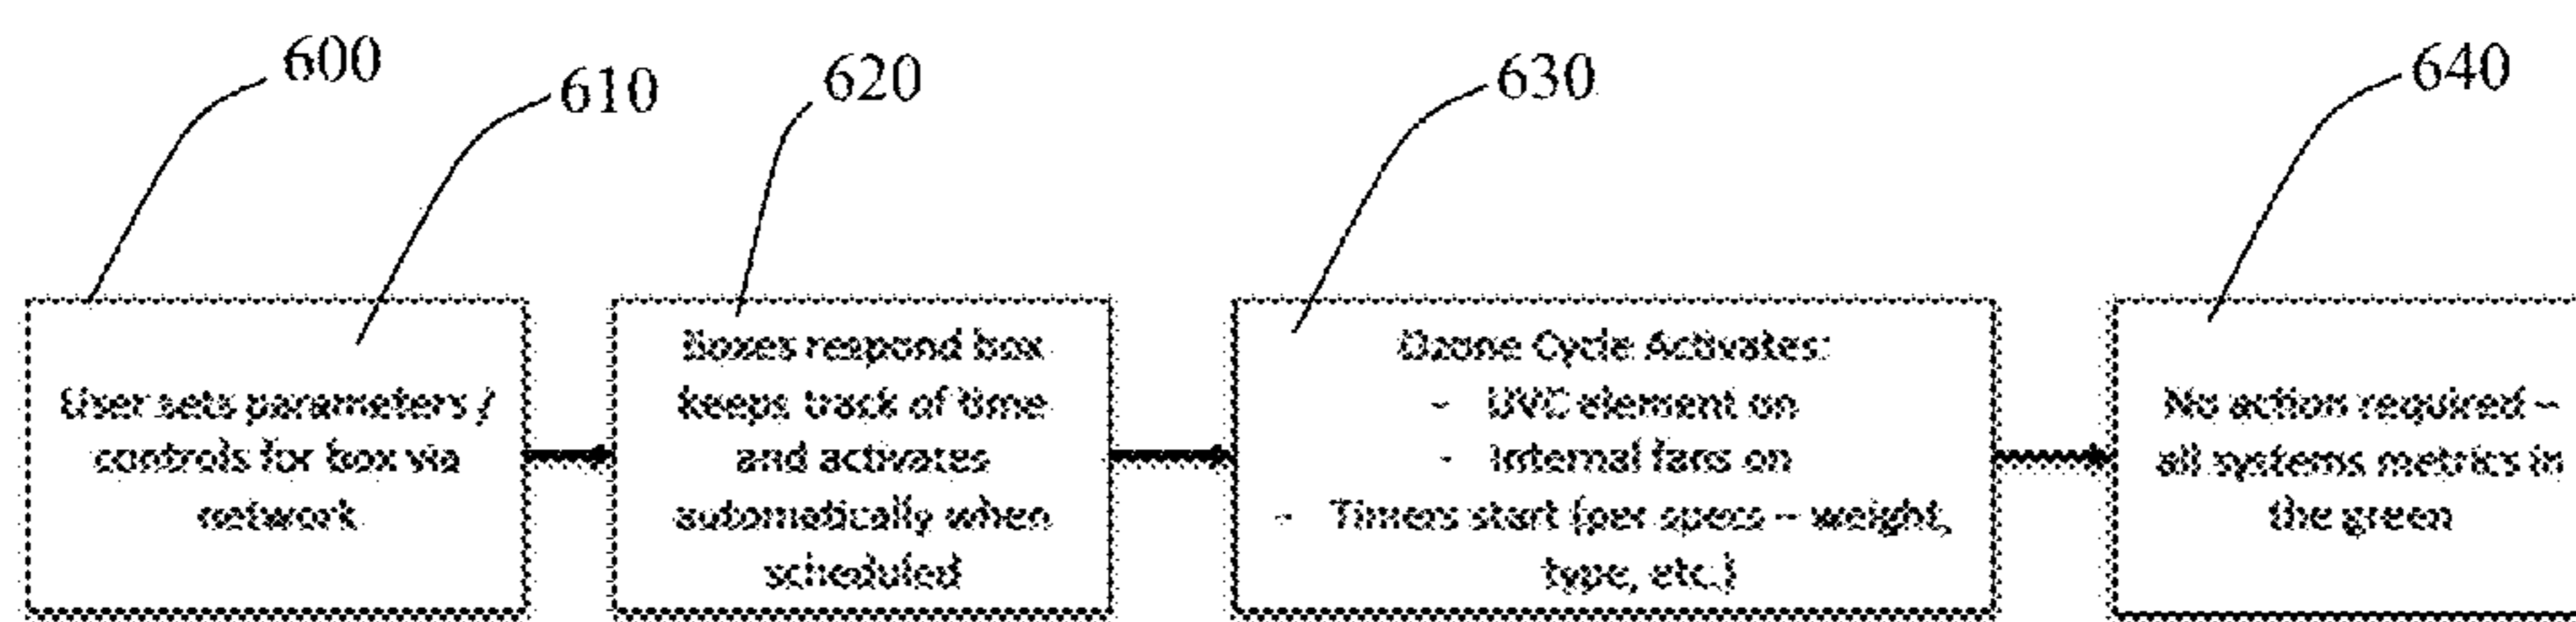 600
610
620
630
640
User sets parameters /
controls for box via
network
Boxes respond box
keeps track of time
and activates
automatically when
scheduled
Ozone Cycle Activates:
- UVC element on
- Internal fans on
- Timers start (per specs – weight,
type, etc.)
No action required –
all systems metrics in
the green